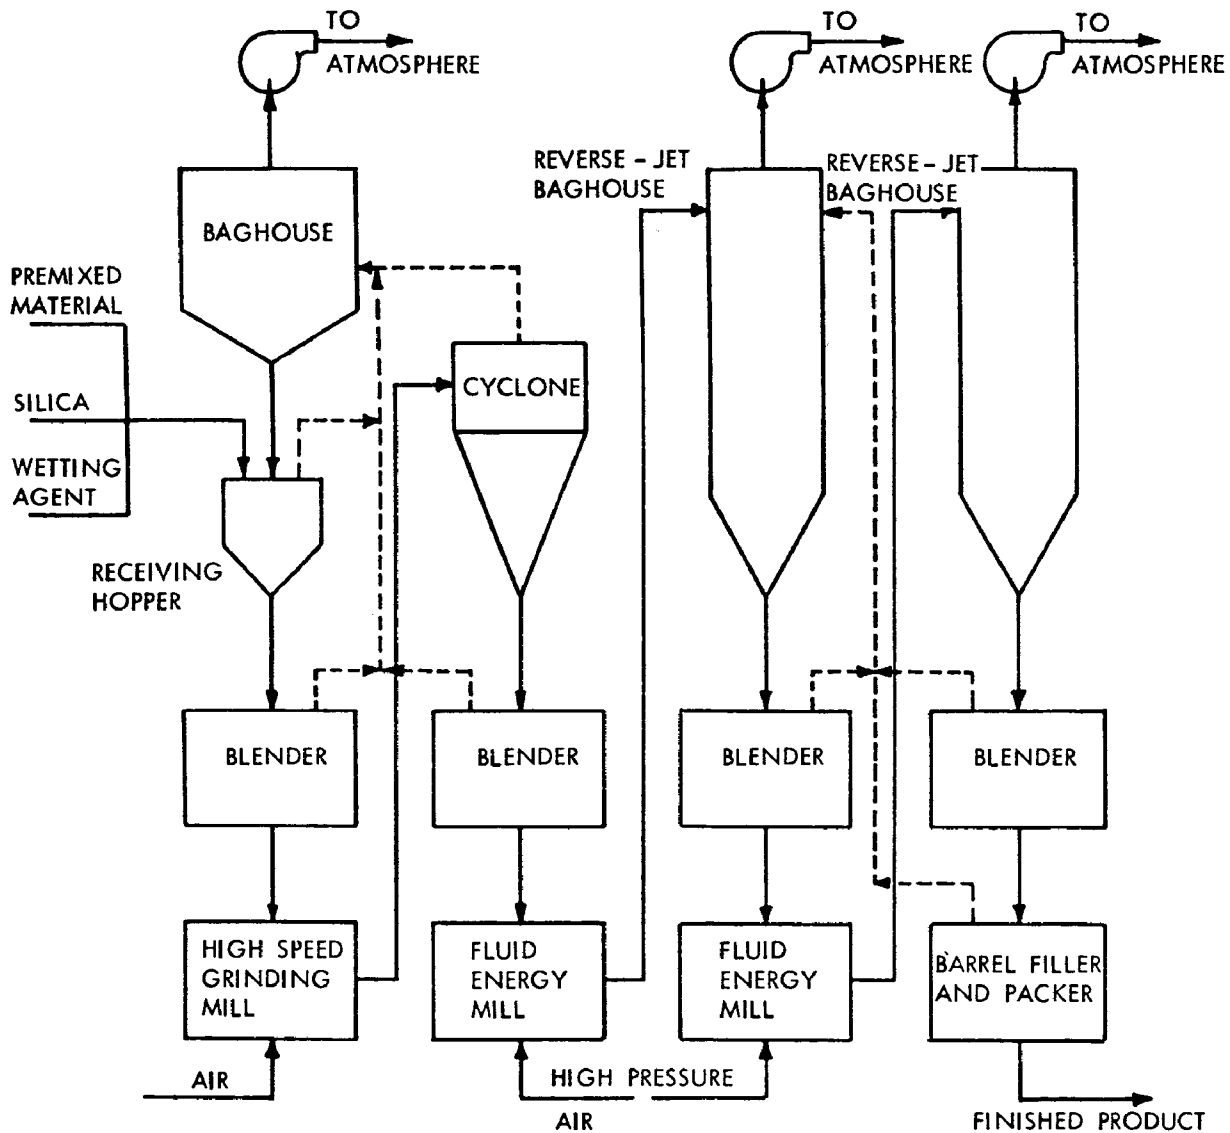 TO
ATMOSPHERE
TO
ATMOSPHERE
TO
ATMOSPHERE
REVERSE - JET
BAGHOUSE
REVERSE - JET
BAGHOUSE
BAGHOUSE
PREMIXED
MATERIAL
SILICA
WETTING
AGENT
CYCLONE
RECEIVING
HOPPER
BLENDER
BLENDER
BLENDER
BLENDER
HIGH SPEED
GRINDING
MILL
FLUID
ENERGY
MILL
FLUID
ENERGY
MILL
BARREL FILLER
AND PACKER
AIR
HIGH PRESSURE
AIR
FINISHED PRODUCT